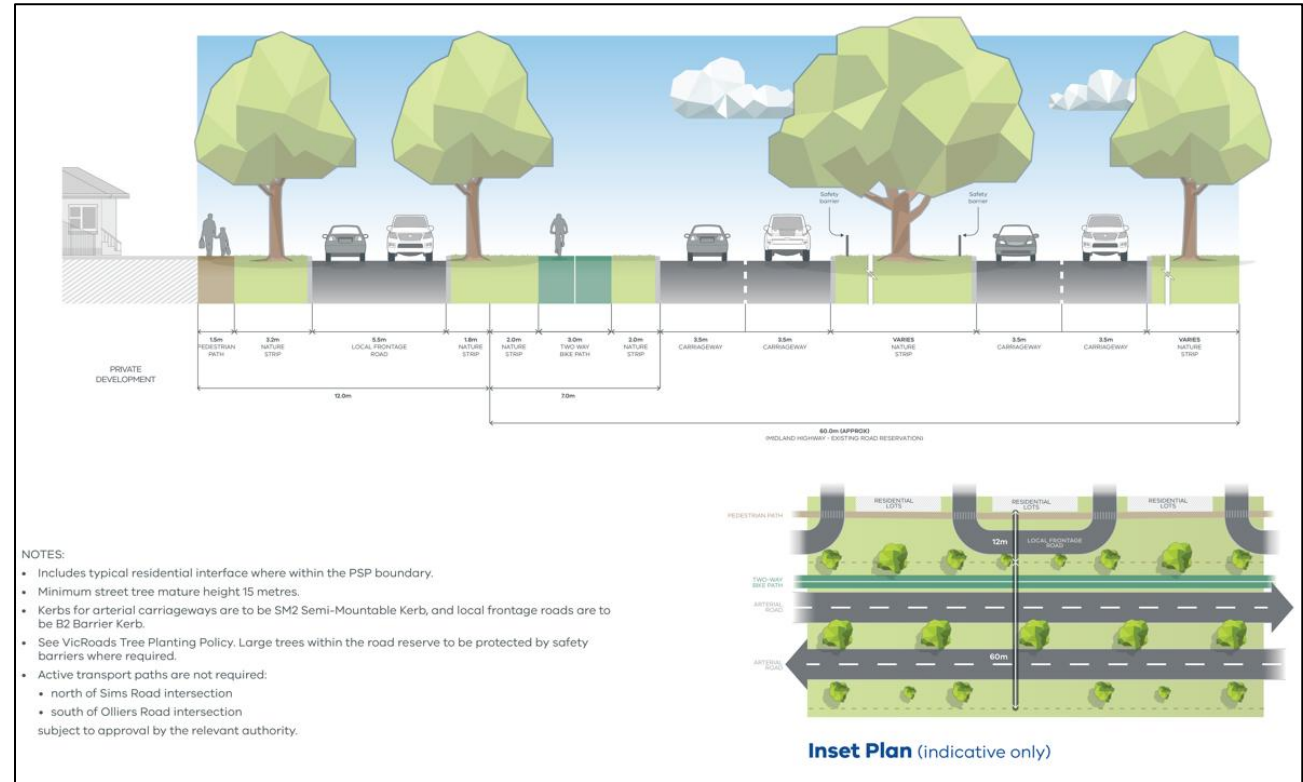 Safety
barrier
Safety
barrier
1.5m
PEDESTRIAN
PATH
3.2m
NATURE
STRIP
5.5m
LOCAL FRONTAGE
ROAD
1.8m
NATURE
STRIP
2.0m
NATURE
STRIP
3.0m
TWO WAY
BIKE PATH
2.0m
NATURE
STRIP
3.5m
CARRIAGEWAY
3.5m
CARRIAGEWAY
VARIES
NATURE
STRIP
3.5m
CARRIAGEWAY
3.5m
CARRIAGEWAY
VARIES
NATURE
STRIP
PRIVATE
DEVELOPMENT
12.0m
7.0m
60.0m (APPROX)
(MIDLAND HIGHWAY - EXISTING ROAD RESERVATION)
NOTES:
• Includes typical residential interface where within the PSP boundary.
• Minimum street tree mature height 15 metres.
• Kerbs for arterial carriageways are to be SM2 Semi-Mountable Kerb, and local frontage roads are to
be B2 Barrier Kerb.
• See VicRoads Tree Planting Policy. Large trees within the road reserve to be protected by safety
barriers where required.
• Active transport paths are not required:
• north of Sims Road intersection
• south of Olliers Road intersection
subject to approval by the relevant authority.
RESIDENTIAL
LOTS
RESIDENTIAL
LOTS
RESIDENTIAL
LOTS
PEDESTRIAN PATH
12m
LOCAL FRONTAGE
ROAD
TWO-WAY
BIKE PATH
ARTERIAL
ROAD
ARTERIAL
ROAD
60m
Inset Plan (indicative only)